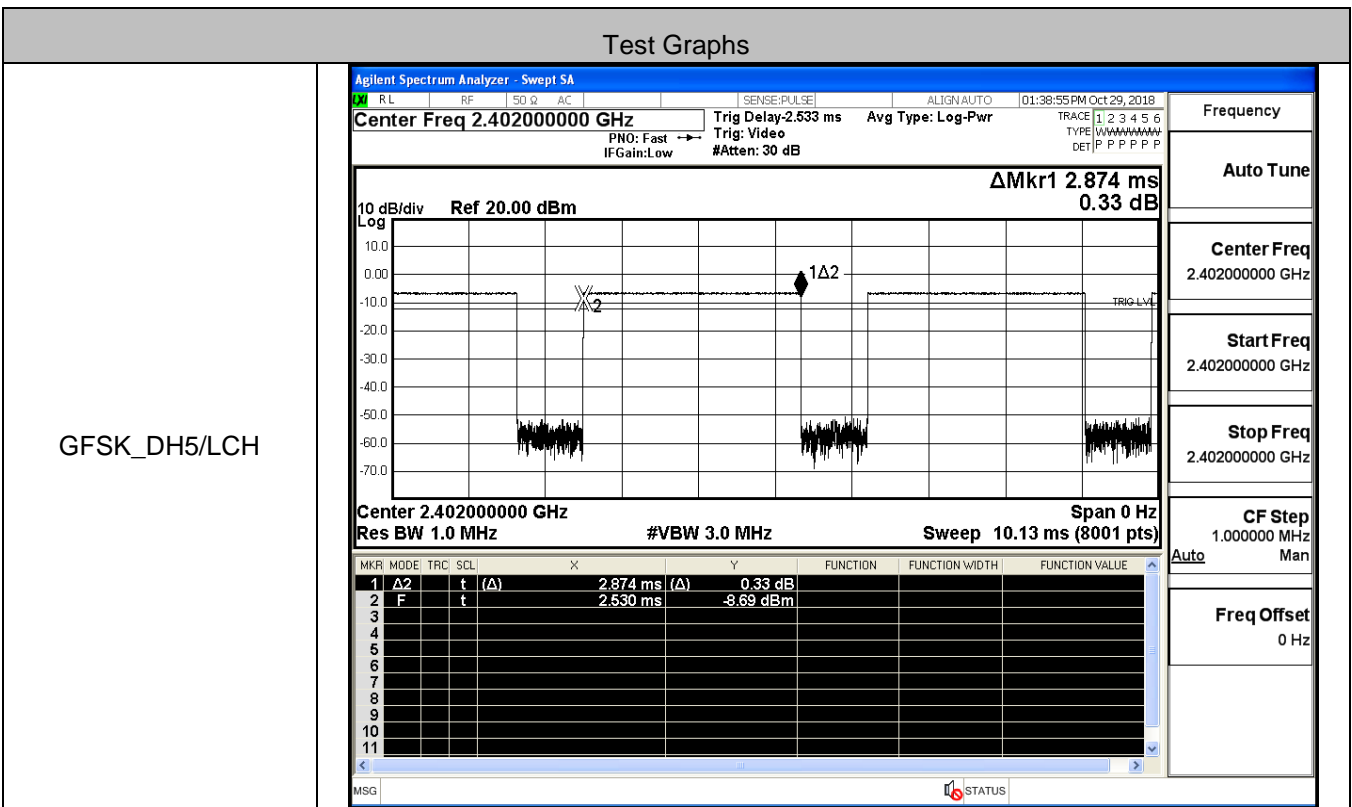 Test Graphs
GFSK_DH5/LCH
Agilent Spectrum Analyzer - Swept SA
LXI RL RF 50 Ω AC SENSE:PULSE ALIGN AUTO 01:38:55 PM Oct 29, 2018
Center Freq 2.402000000 GHz
PNO: Fast
IFGain:Low
Trig Delay-2.533 ms
Trig: Video
#Atten: 30 dB
Avg Type: Log-Pwr
TRACE 1 2 3 4 5 6
TYPE WWWWWW
DET P P P P P P
ΔMkr1 2.874 ms
0.33 dB
10 dB/div Ref 20.00 dBm
Log
10.0
0.00
-10.0
-20.0
-30.0
-40.0
-50.0
-60.0
-70.0
1Δ2
2
TRIG LVL
Center 2.402000000 GHz Span 0 Hz
Res BW 1.0 MHz #VBW 3.0 MHz Sweep 10.13 ms (8001 pts)
MKR MODE TRC SCL X Y FUNCTION FUNCTION WIDTH FUNCTION VALUE
1 Δ2 t (Δ) 2.874 ms (Δ) 0.33 dB
2 F t 2.530 ms -8.69 dBm
3
4
5
6
7
8
9
10
11
MSG STATUS
Frequency
Auto Tune
Center Freq
2.402000000 GHz
Start Freq
2.402000000 GHz
Stop Freq
2.402000000 GHz
CF Step
1.000000 MHz
Auto Man
Freq Offset
0 Hz